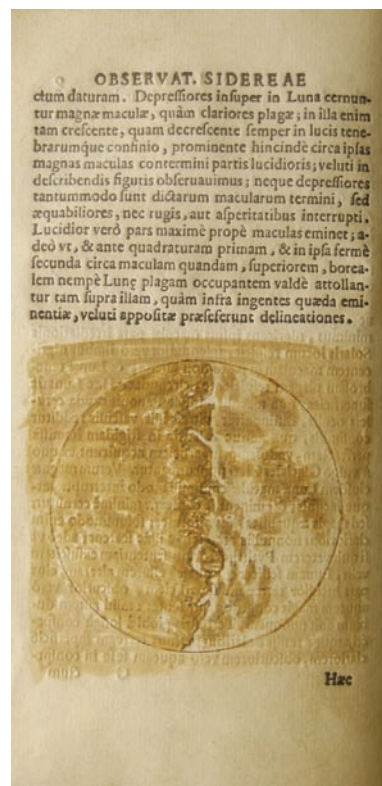 OBSERVAT. SIDEREAE
ctum daturam. Depreſſiores inſuper in Luna cernun-
tur magnæ maculæ, quàm clariores plagæ; in illa enim
tam creſcente, quam decreſcente ſemper in lucis tene-
brarumque confinio, prominente hincindè circa ipſas
magnas maculas contermini partis lucidioris; veluti in
deſcribendis figuris obſeruauimus; neque depreſſiores
tantummodo ſunt dictarum macularum termini, ſed
æquabiliores, nec rugis, aut aſperitatibus interrupti.
Lucidior verò pars maximè propè maculas eminet; a-
deò vt, & ante quadraturam primam, & in ipſa fermè
ſecunda circa maculam quandam, ſuperiorem, borea-
lem nempè Lunę plagam occupantem valdè attollan-
tur tam ſupra illam, quàm infra ingentes quæda emi-
nentiæ, veluti appoſitæ præſeferunt delineationes.
Hæc